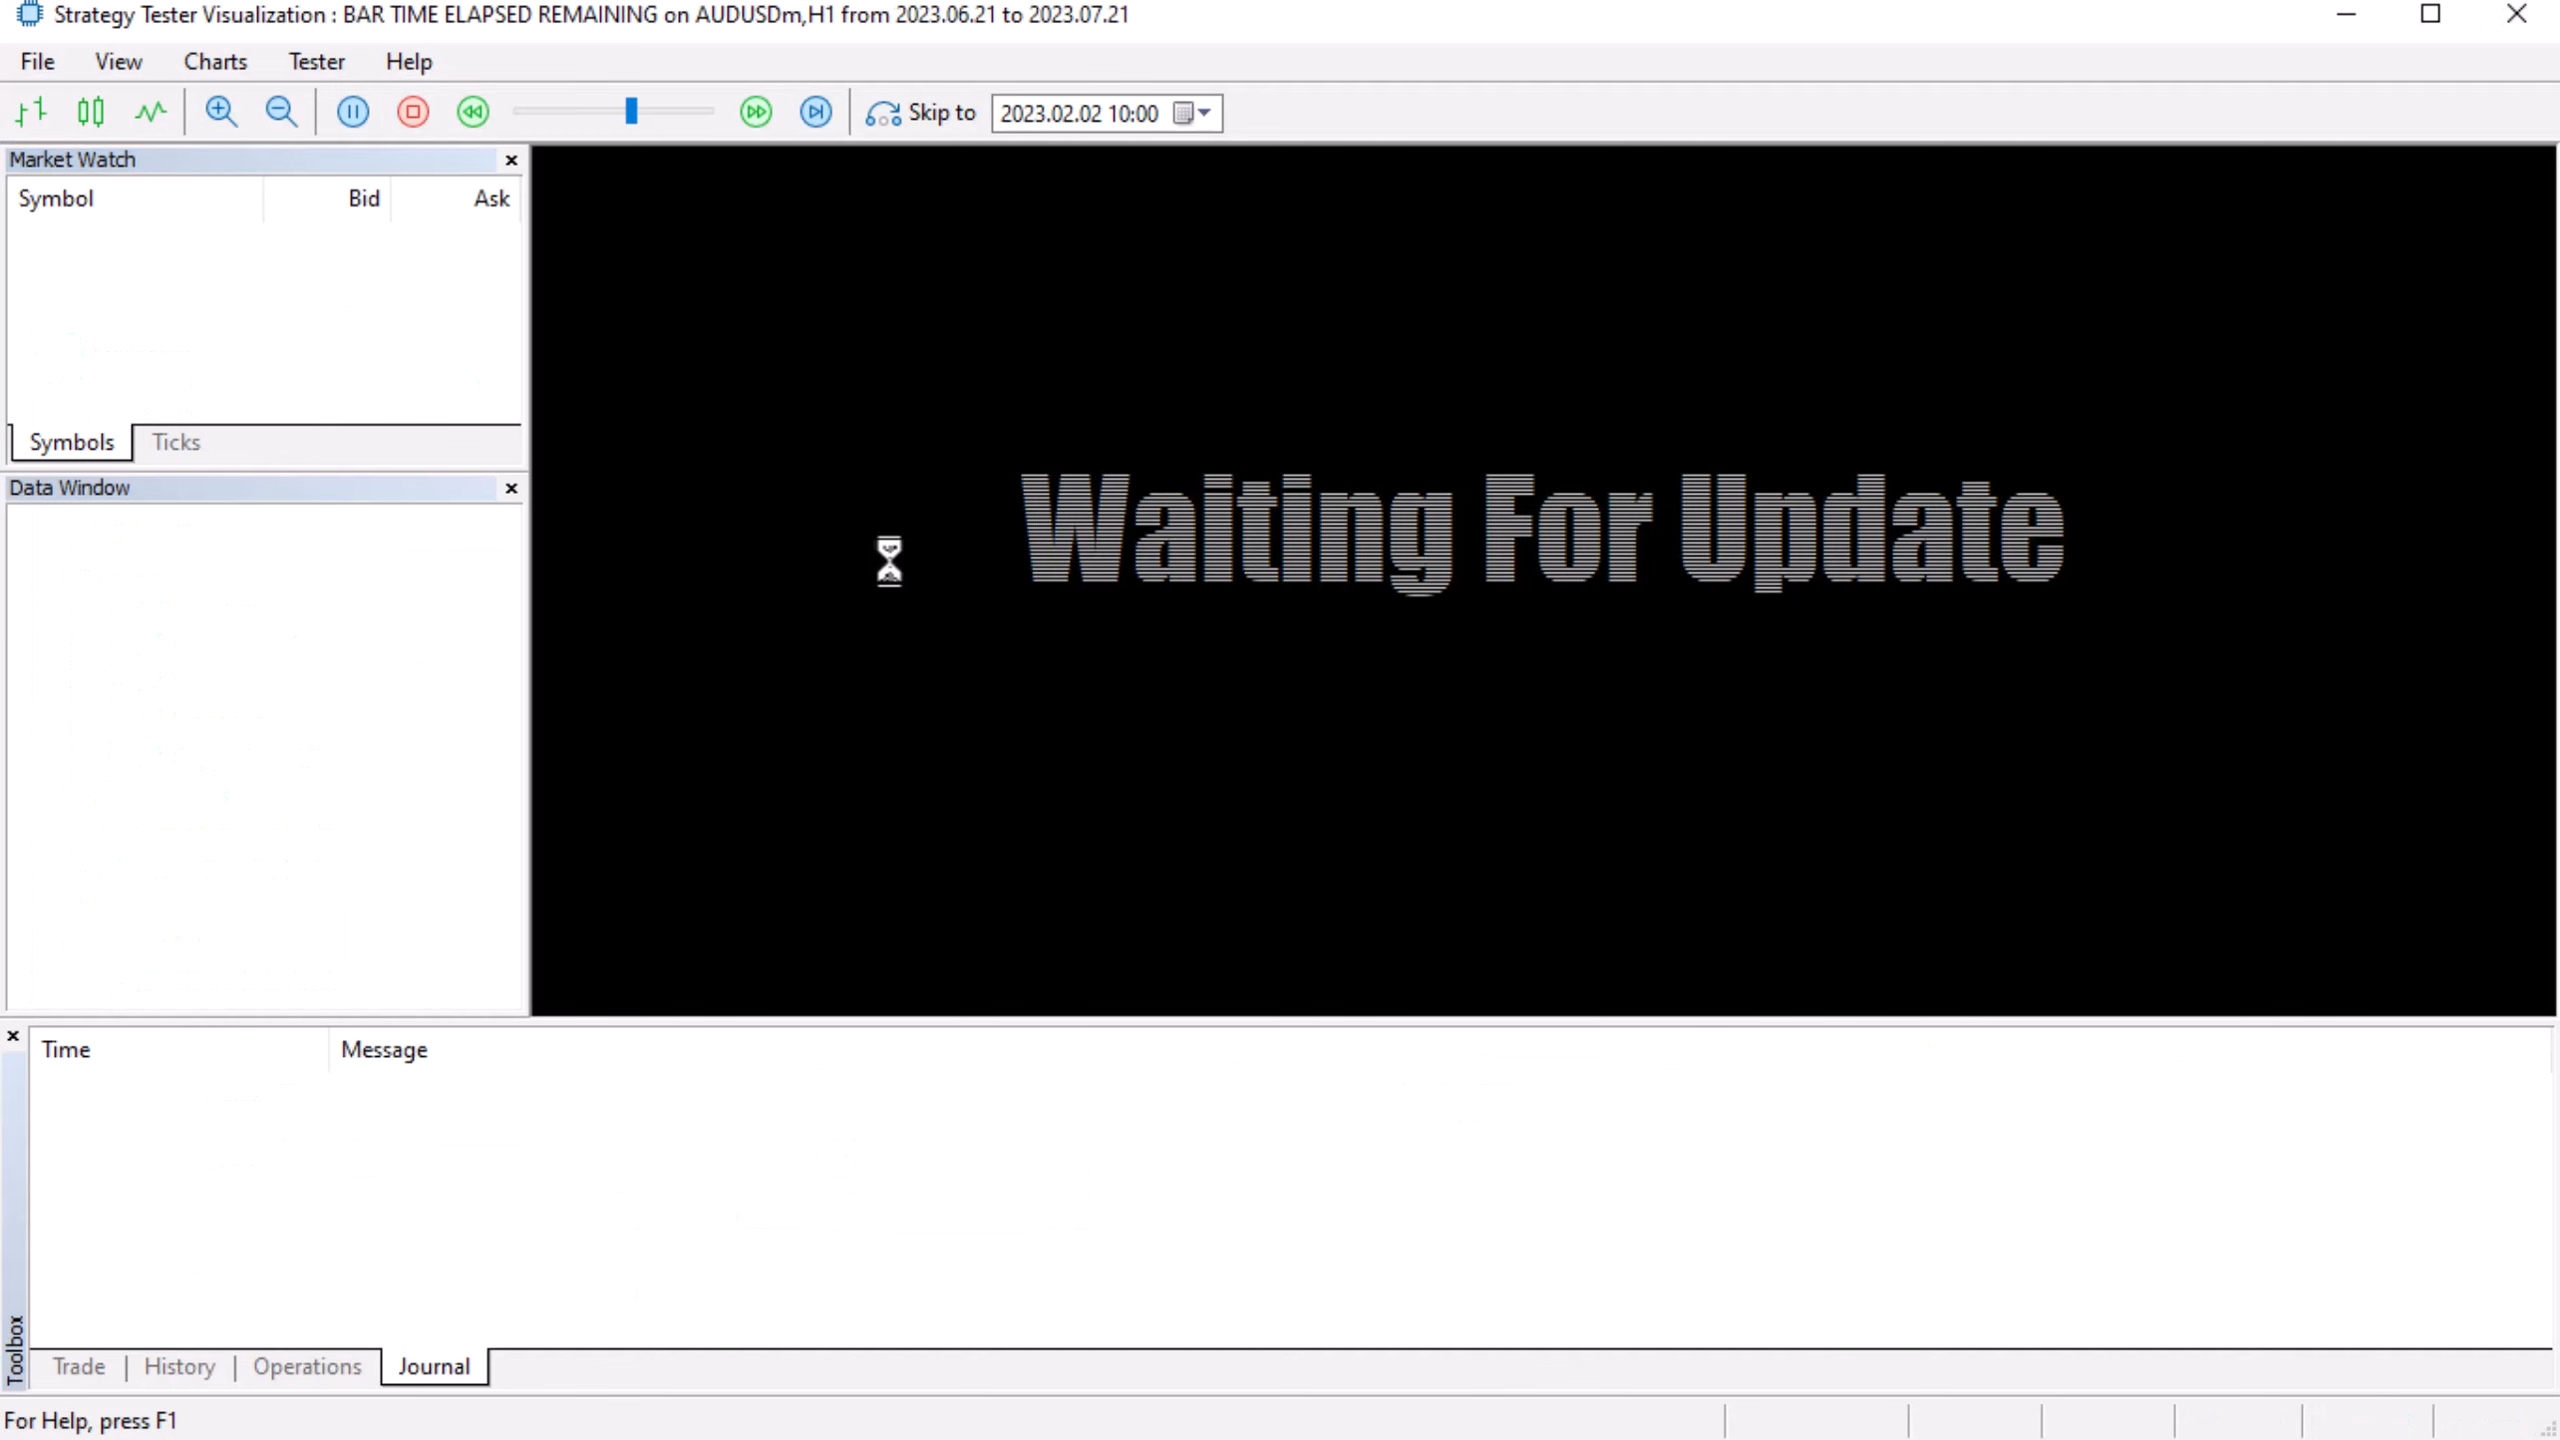 Strategy Tester Visualization : BAR TIME ELAPSED REMAINING on AUDUSDm,H1 from 2023.06.21 to 2023.07.21
File View Charts Tester Help
Skip to 2023.02.02 10:00
Market Watch
Symbol Bid Ask
Symbols Ticks
Data Window
Waiting For Update
Time Message
Toolbox
Trade | History | Operations Journal
For Help, press F1